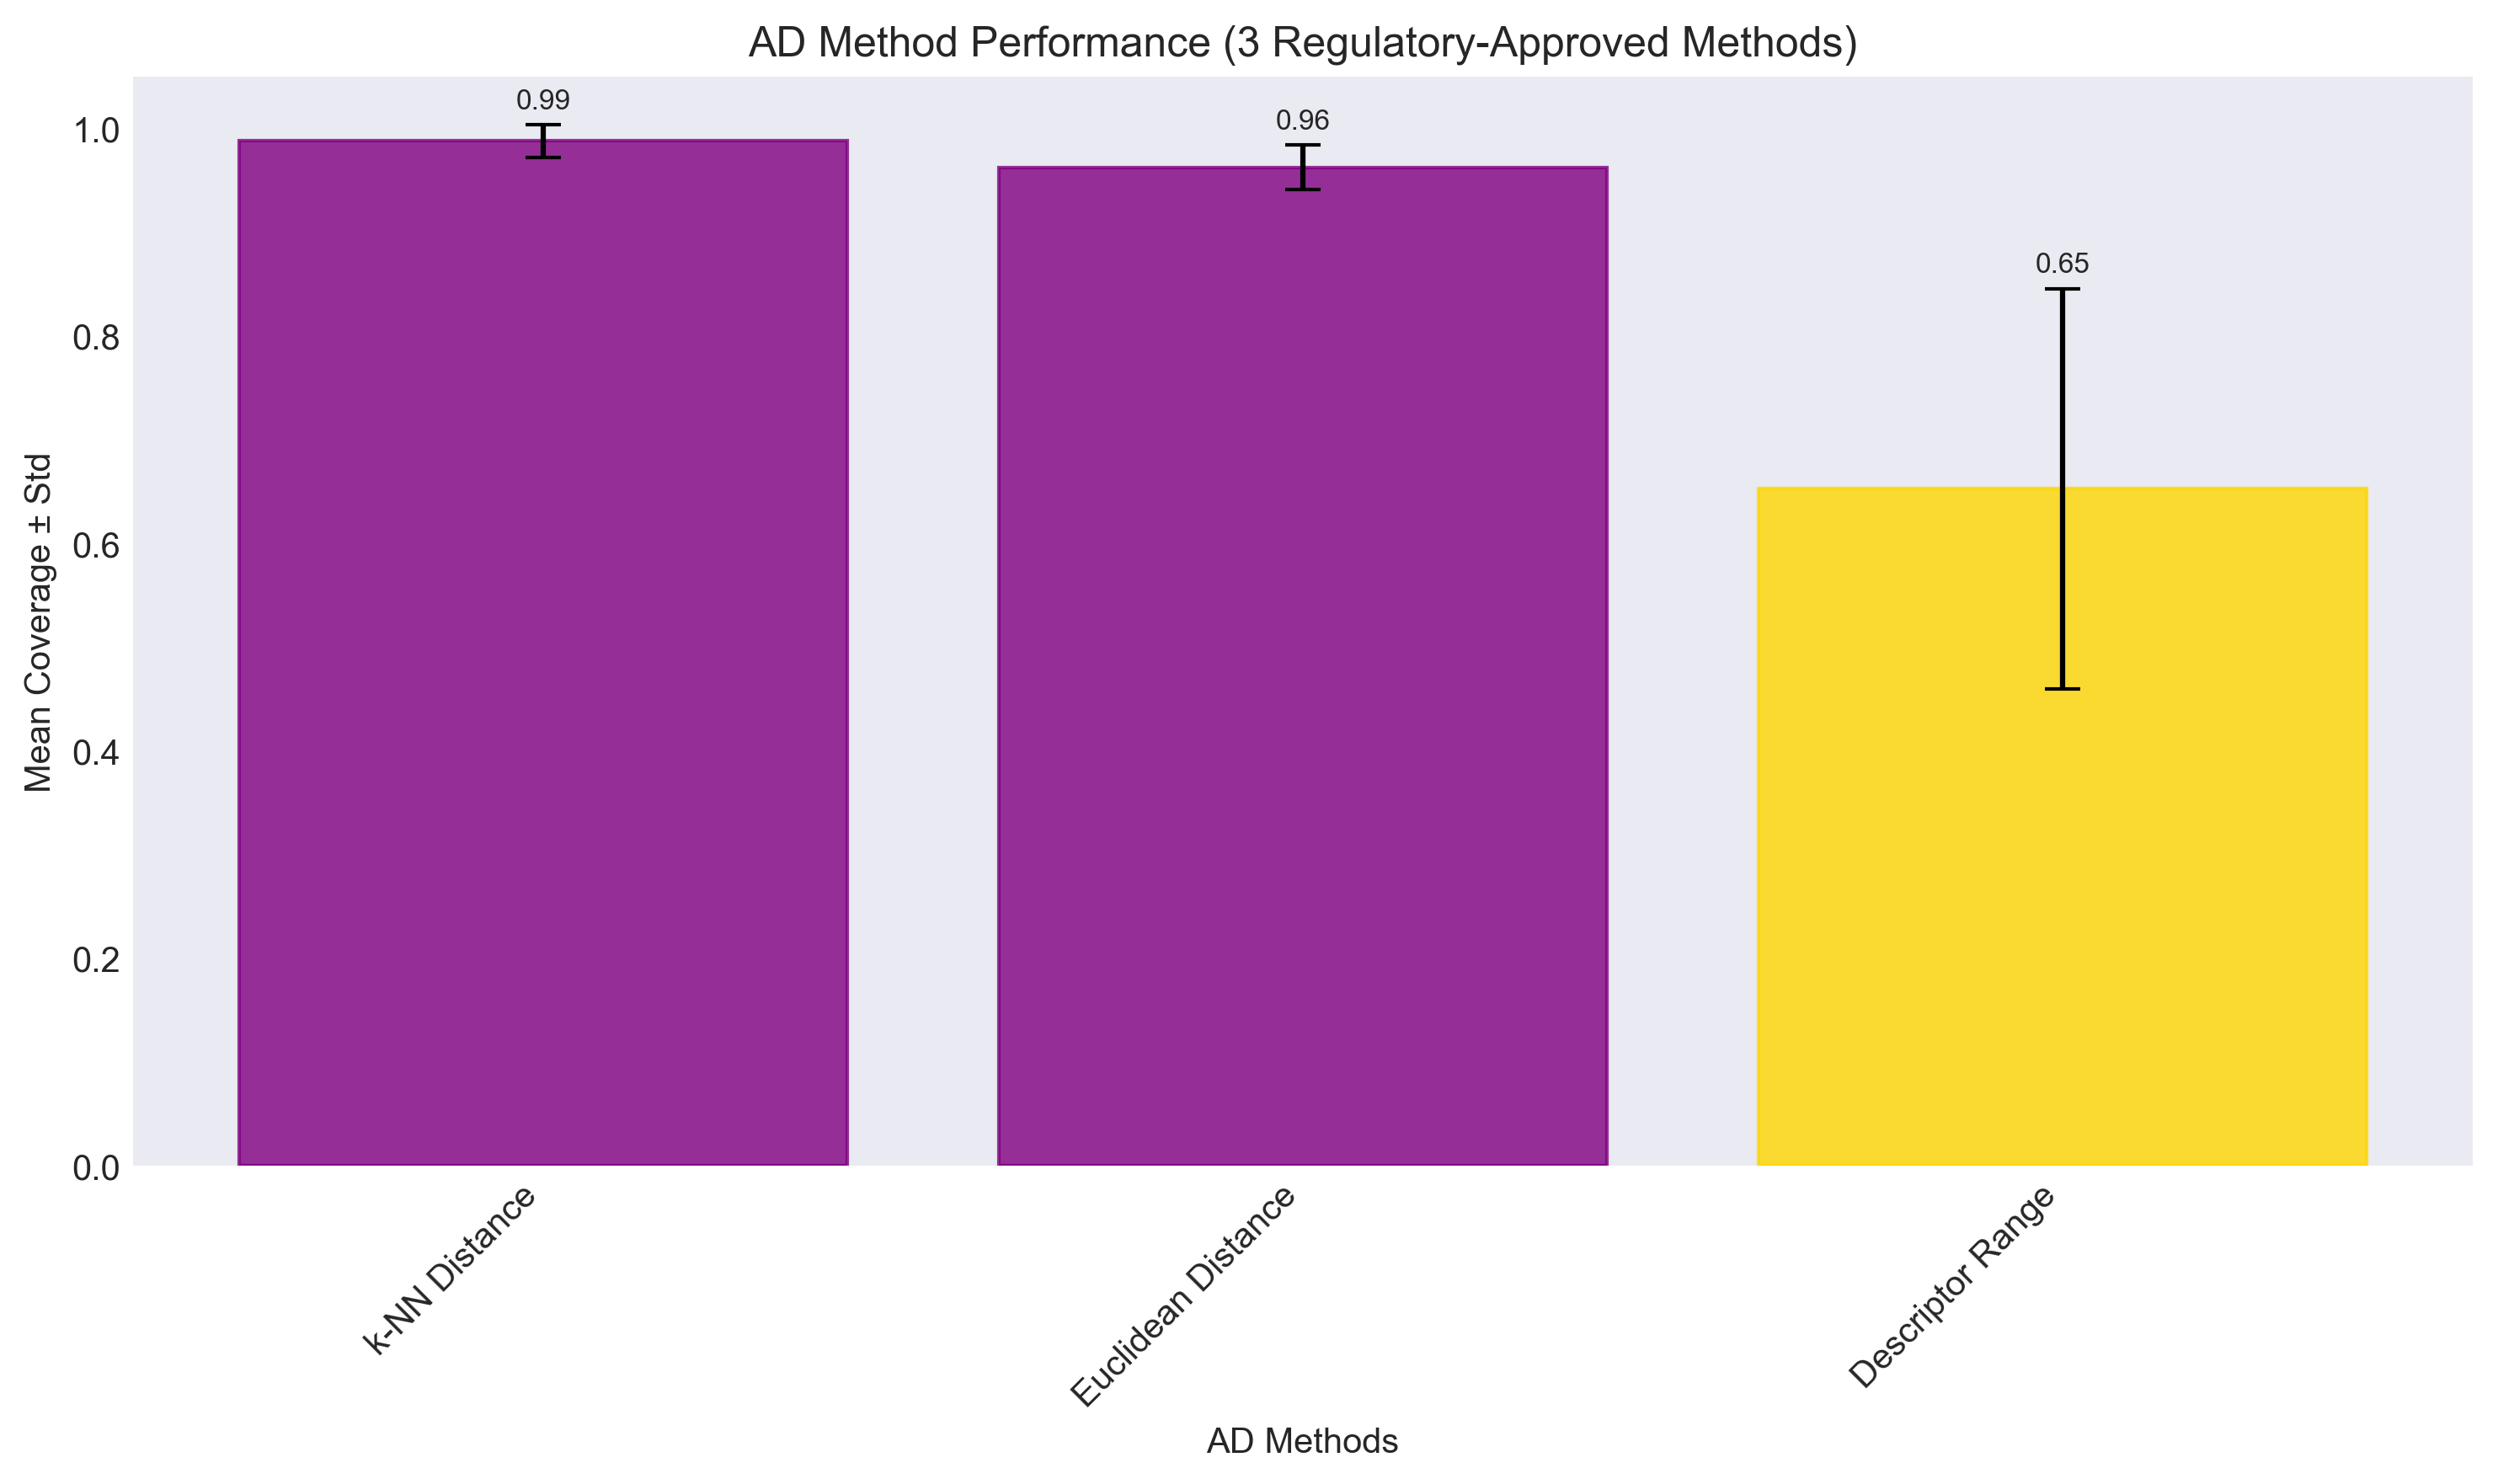 AD Method Performance (3 Regulatory-Approved Methods)
0.99
0.96
0.65
1.0
0.8
0.6
0.4
0.2
0.0
Mean Coverage ± Std
k-NN Distance
Euclidean Distance
Descriptor Range
AD Methods